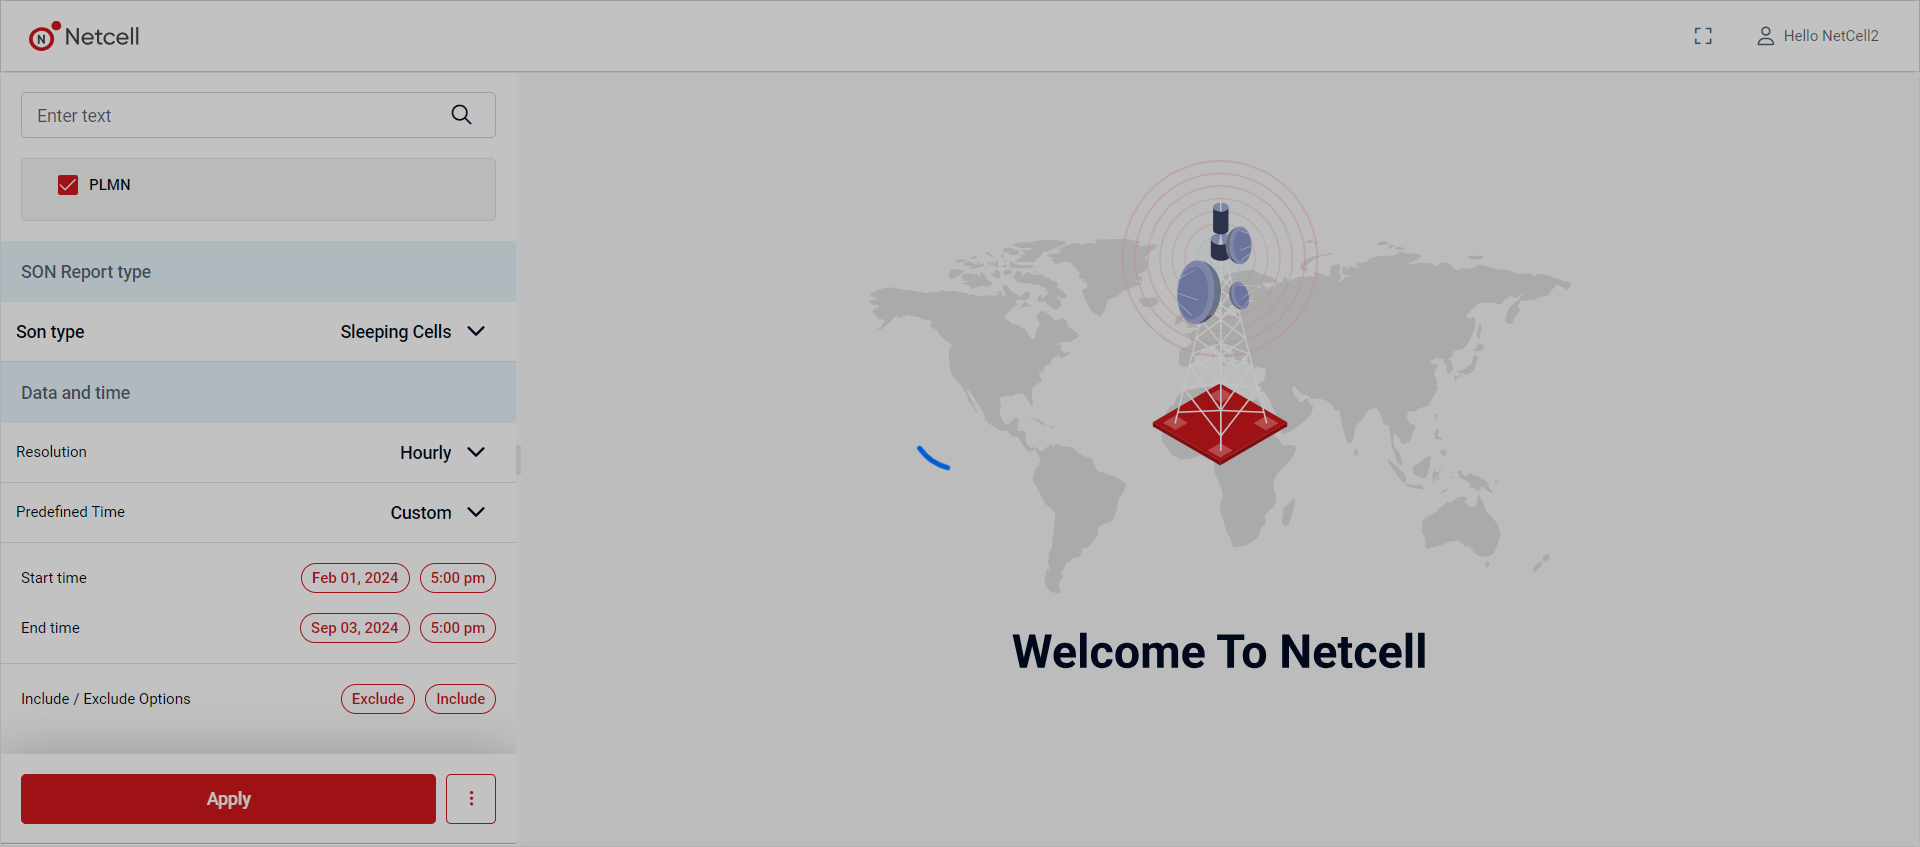 N Netcell
Hello NetCell2
Enter text
PLMN
SON Report type
Son type Sleeping Cells
Data and time
Resolution Hourly
Predefined Time Custom
Start time Feb 01, 2024 5:00 pm
End time Sep 03, 2024 5:00 pm
Include / Exclude Options Exclude Include
Apply
Welcome To Netcell